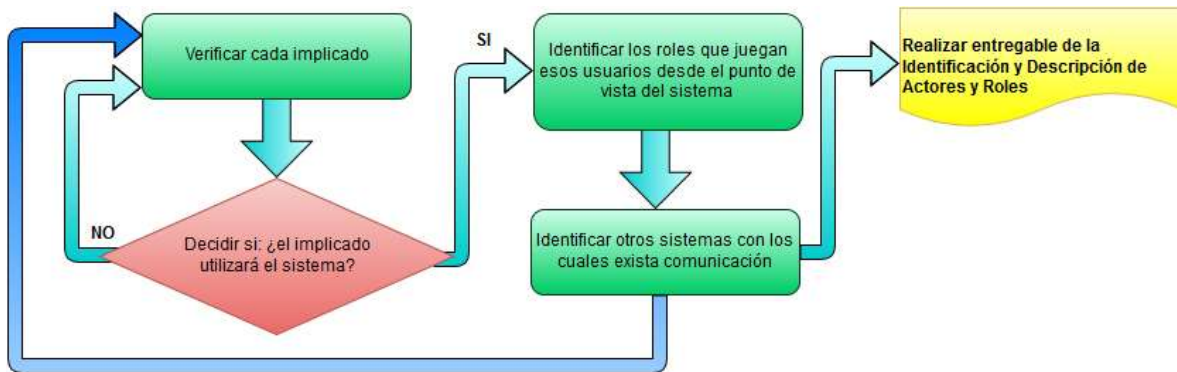 Verificar cada implicado
SI
Identificar los roles que juegan
esos usuarios desde el punto de
vista del sistema
Realizar entregable de la
Identificación y Descripción de
Actores y Roles
NO
Decidir si: ¿el implicado
utilizará el sistema?
Identificar otros sistemas con los
cuales exista comunicación